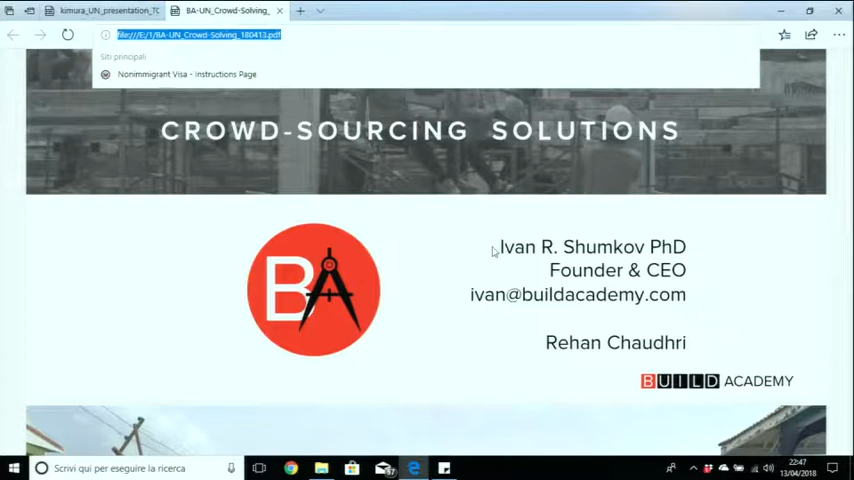 kimura_UN_presentation_TC
BA-UN_Crowd-Solving_
file:///E:/1/BA-UN_Crowd-Solving_180413.pdf
Siti principali
Nonimmigrant Visa - Instructions Page
CROWD-SOURCING SOLUTIONS
BA
Ivan R. Shumkov PhD
Founder & CEO
ivan@buildacademy.com
Rehan Chaudhri
BUILD ACADEMY
Scrivi qui per eseguire la ricerca
22:47
13/04/2018